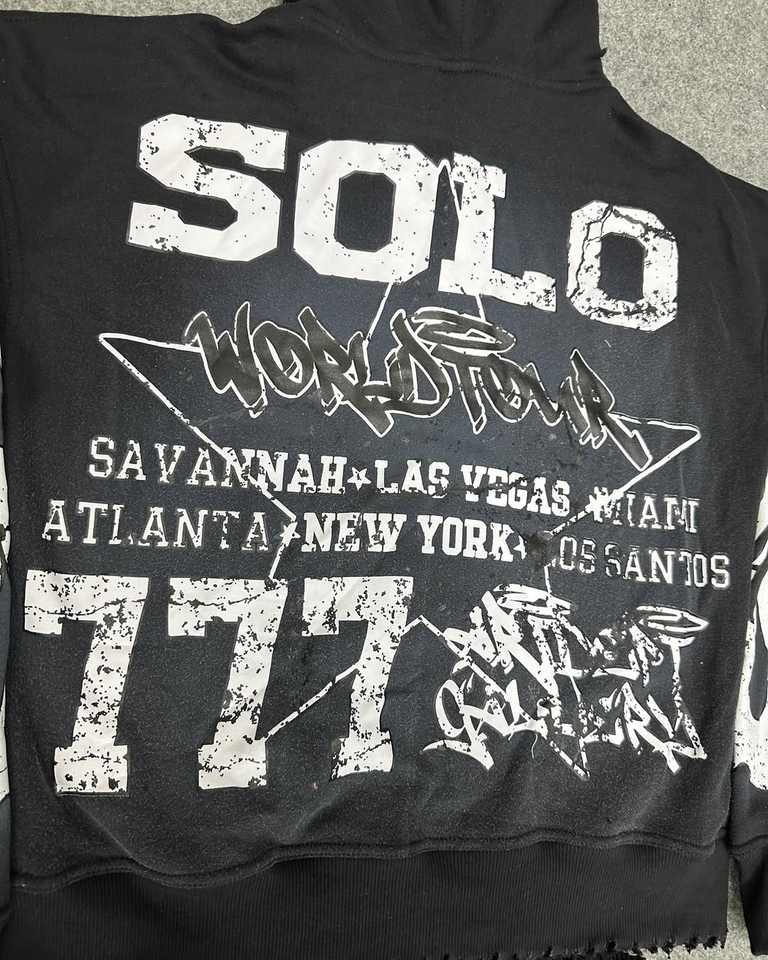 SOLO
WORLD TOUR
SAVANNAH★LAS VEGAS★MIAMI
ATLANTA★NEW YORK★LOS SANTOS
777